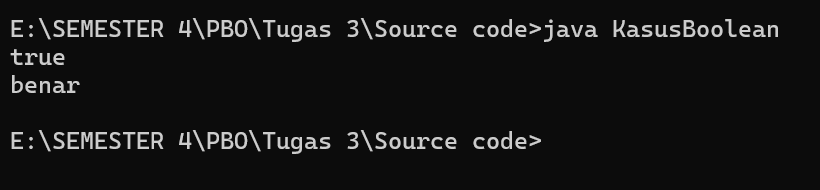 E:\SEMESTER 4\PBO\Tugas 3\Source code>java KasusBoolean
true
benar
E:\SEMESTER 4\PBO\Tugas 3\Source code>